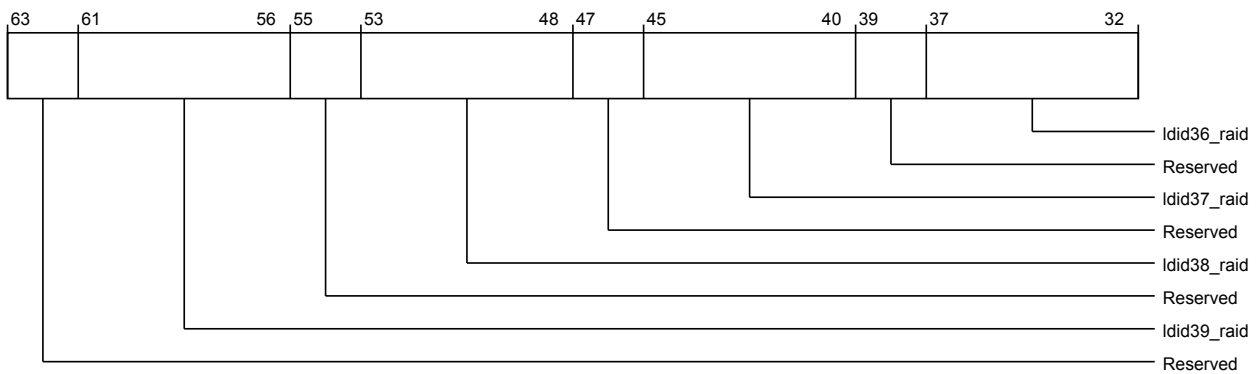 63 61 56 55 53 48 47 45 40 39 37 32
ldid36_raid
Reserved
ldid37_raid
Reserved
ldid38_raid
Reserved
ldid39_raid
Reserved